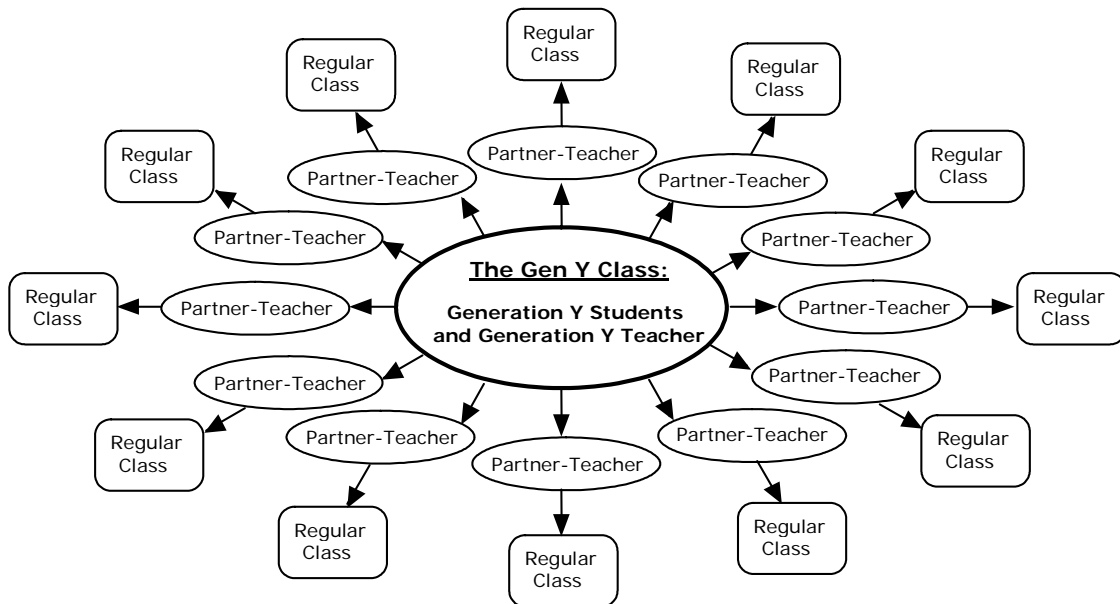 Regular
Class
Regular
Class
Regular
Class
Partner-Teacher
Regular
Class
Partner-Teacher
Partner-Teacher
Regular
Class
Partner-Teacher
Partner-Teacher
The Gen Y Class:
Generation Y Students
and Generation Y Teacher
Regular
Class
Partner-Teacher
Partner-Teacher
Regular
Class
Partner-Teacher
Partner-Teacher
Regular
Class
Partner-Teacher
Partner-Teacher
Regular
Class
Partner-Teacher
Regular
Class
Regular
Class
Regular
Class